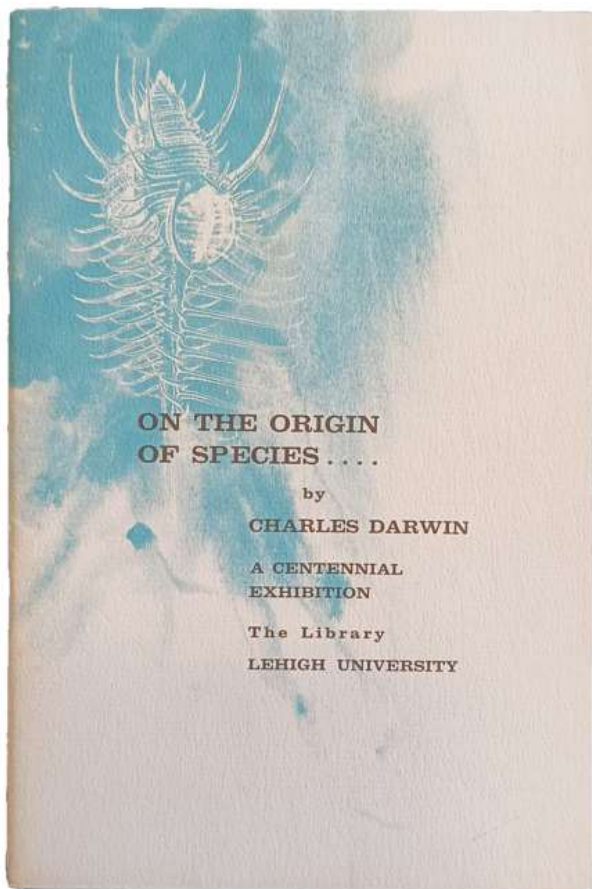 ON THE ORIGIN
OF SPECIES....
by
CHARLES DARWIN
A CENTENNIAL
EXHIBITION
The Library
LEHIGH UNIVERSITY